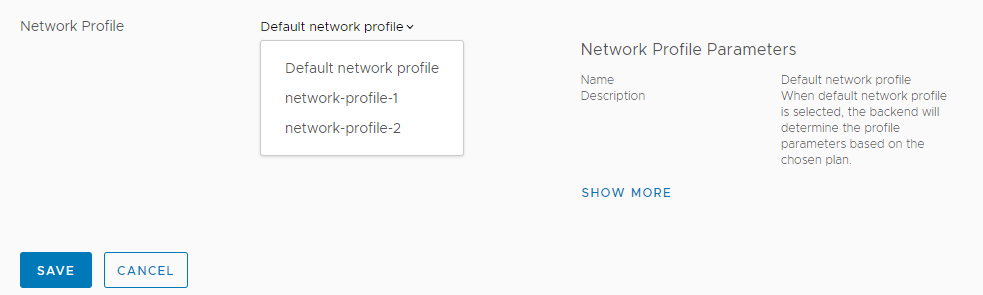 Network Profile
Default network profile
Default network profile
network-profile-1
network-profile-2
Network Profile Parameters
Name Default network profile
Description When default network profile
is selected, the backend will
determine the profile
parameters based on the
chosen plan.
SHOW MORE
SAVE CANCEL